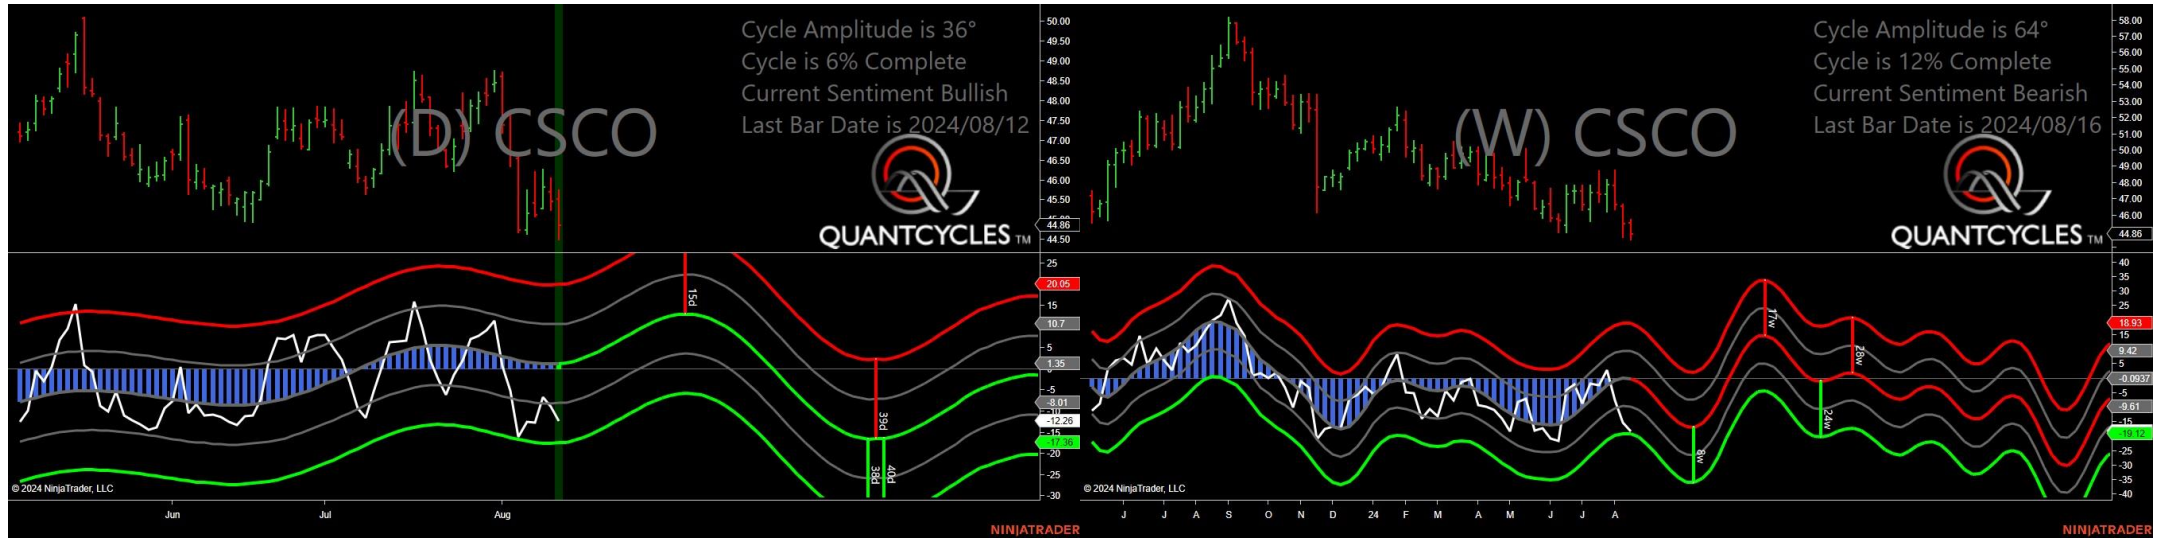 Cycle Amplitude is 36°
Cycle is 6% Complete
Current Sentiment Bullish
Last Bar Date is 2024/08/12
(D) CSCO
QUANTCYCLES TM
50.00
49.50
49.00
48.50
48.00
47.50
47.00
46.50
46.00
45.50
44.86
44.50
25
20.05
15
10.7
5
1.35
-5
-8.01
-10
-12.26
-15
-17.36
-20
-25
-30
15d
39d
38d
40d
© 2024 NinjaTrader, LLC
Jun
Jul
Aug
NINJATRADER
Cycle Amplitude is 64°
Cycle is 12% Complete
Current Sentiment Bearish
Last Bar Date is 2024/08/16
(W) CSCO
QUANTCYCLES TM
58.00
57.00
56.00
55.00
54.00
53.00
52.00
51.00
50.00
49.00
48.00
47.00
46.00
44.86
40
35
30
25
18.93
15
9.42
5
-0.0937
-5
-9.61
-15
-19.12
-25
-30
-35
-40
17w
28w
24w
8w
© 2024 NinjaTrader, LLC
J J A S O N D 24 F M A M J J A
NINJATRADER